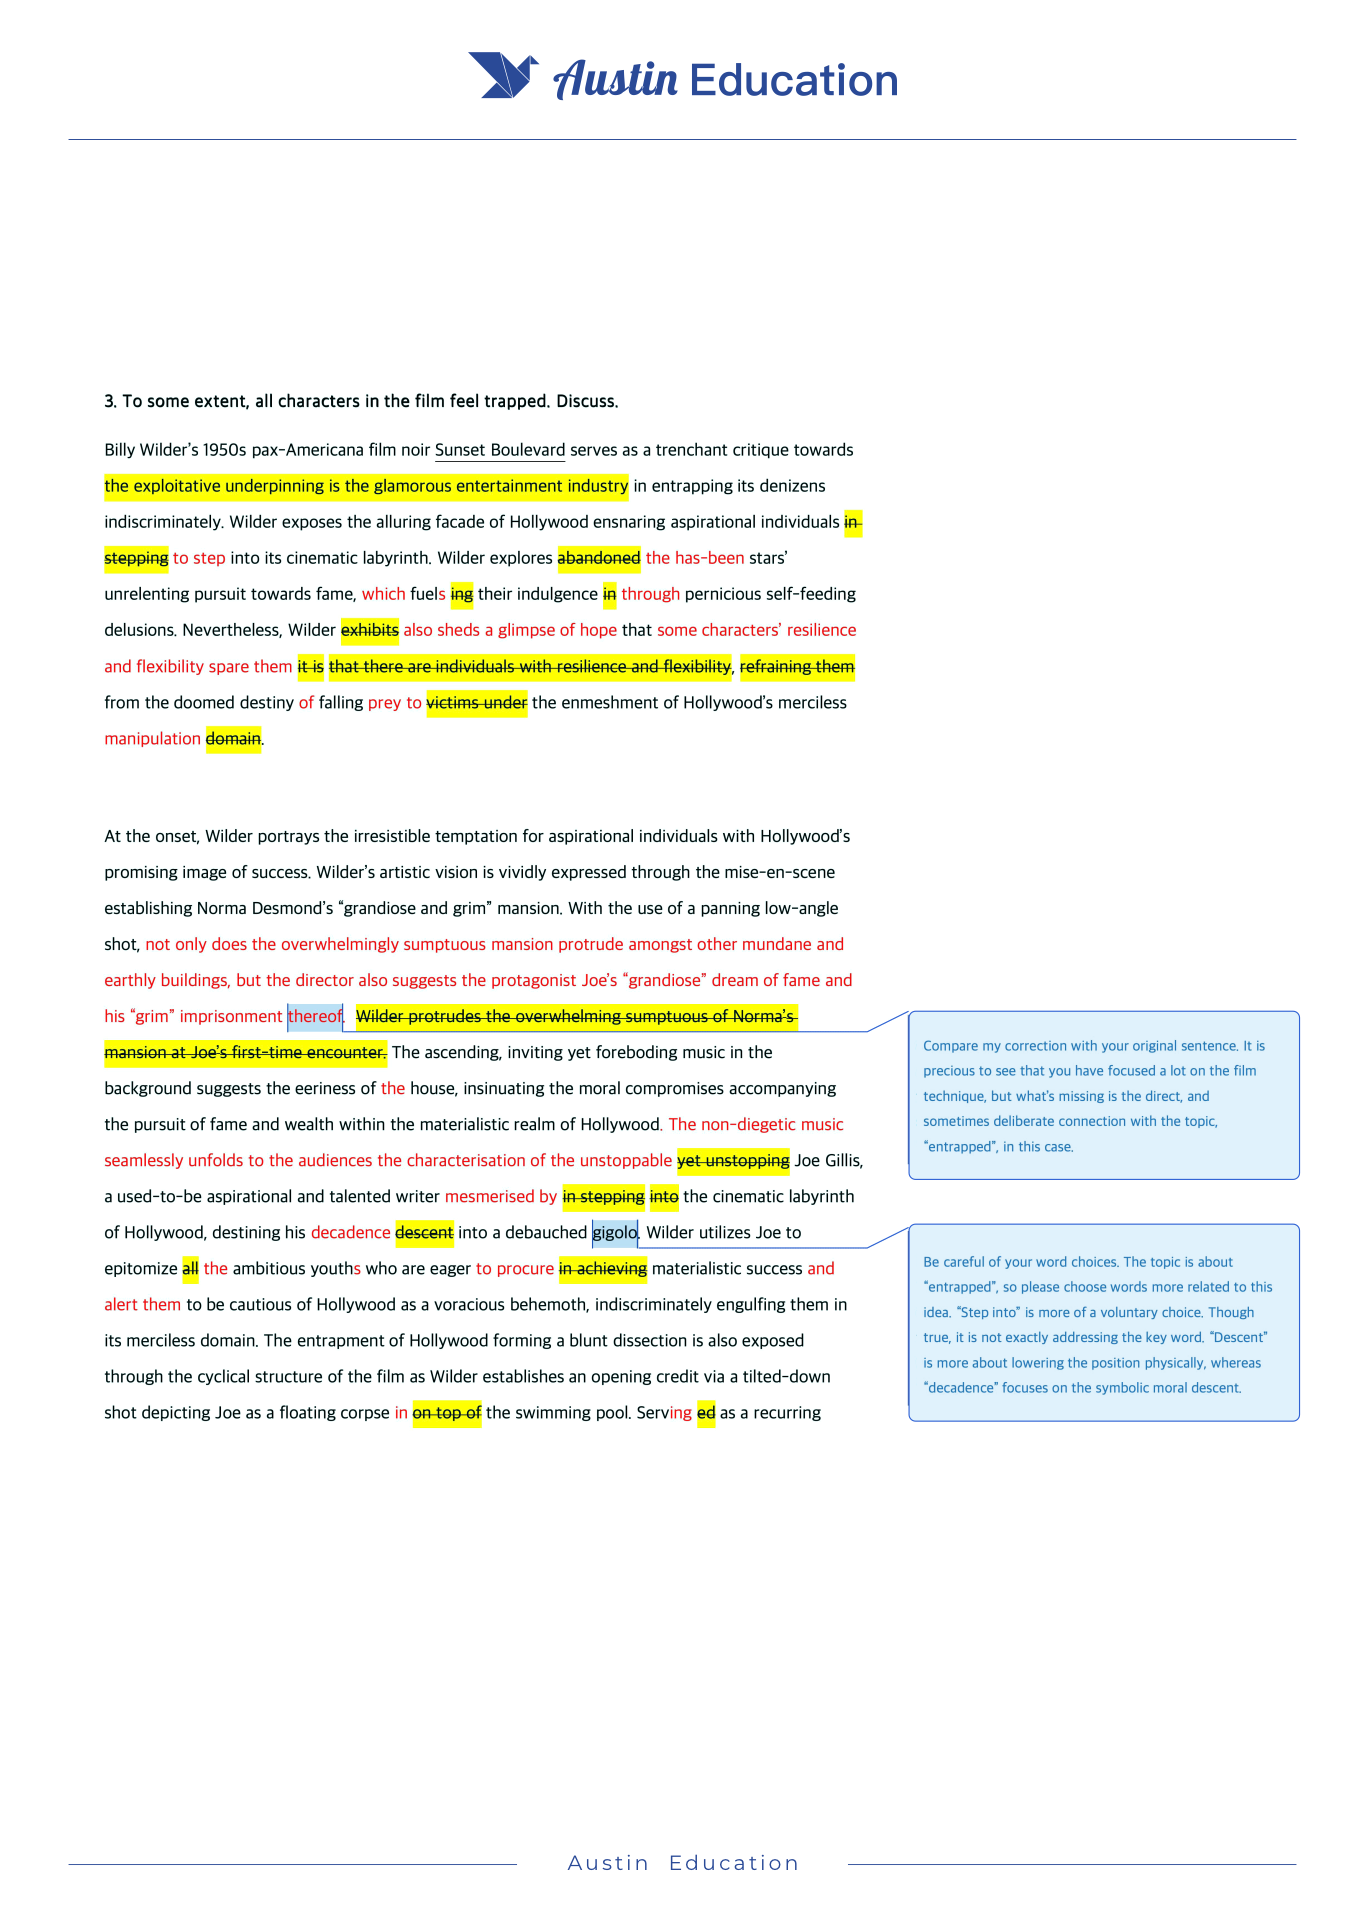 Austin Education
3. To some extent, all characters in the film feel trapped. Discuss.
Billy Wilder's 1950s pax-Americana film noir Sunset Boulevard serves as a trenchant critique towards
the exploitative underpinning is the glamorous entertainment industry in entrapping its denizens
indiscriminately. Wilder exposes the alluring facade of Hollywood ensnaring aspirational individuals in
stepping to step into its cinematic labyrinth. Wilder explores abandoned the has-been stars'
unrelenting pursuit towards fame, which fuels ing their indulgence in through pernicious self-feeding
delusions. Nevertheless, Wilder exhibits also sheds a glimpse of hope that some characters' resilience
and flexibility spare them it is that there are individuals with resilience and flexibility, refraining them
from the doomed destiny of falling prey to victims under the enmeshment of Hollywood's merciless
manipulation domain.
At the onset, Wilder portrays the irresistible temptation for aspirational individuals with Hollywood's
promising image of success. Wilder's artistic vision is vividly expressed through the mise-en-scene
establishing Norma Desmond's “grandiose and grim” mansion. With the use of a panning low-angle
shot, not only does the overwhelmingly sumptuous mansion protrude amongst other mundane and
earthly buildings, but the director also suggests the protagonist Joe's “grandiose” dream of fame and
his “grim” imprisonment thereof. Wilder protrudes the overwhelming sumptuous of Norma's
mansion at Joe's first-time encounter. The ascending, inviting yet foreboding music in the
background suggests the eeriness of the house, insinuating the moral compromises accompanying
the pursuit of fame and wealth within the materialistic realm of Hollywood. The non-diegetic music
seamlessly unfolds to the audiences the characterisation of the unstoppable yet unstopping Joe Gillis,
a used-to-be aspirational and talented writer mesmerised by in stepping into the cinematic labyrinth
of Hollywood, destining his decadence descent into a debauched gigolo. Wilder utilizes Joe to
epitomize all the ambitious youths who are eager to procure in achieving materialistic success and
alert them to be cautious of Hollywood as a voracious behemoth, indiscriminately engulfing them in
its merciless domain. The entrapment of Hollywood forming a blunt dissection is also exposed
through the cyclical structure of the film as Wilder establishes an opening credit via a tilted-down
shot depicting Joe as a floating corpse in on top of the swimming pool. Serving ed as a recurring
Compare my correction with your original sentence. It is
precious to see that you have focused a lot on the film
technique, but what's missing is the direct, and
sometimes deliberate connection with the topic,
“entrapped”, in this case.
Be careful of your word choices. The topic is about
“entrapped”, so please choose words more related to this
idea. “Step into” is more of a voluntary choice. Though
true, it is not exactly addressing the key word. “Descent”
is more about lowering the position physically, whereas
“decadence” focuses on the symbolic moral descent.
Austin Education